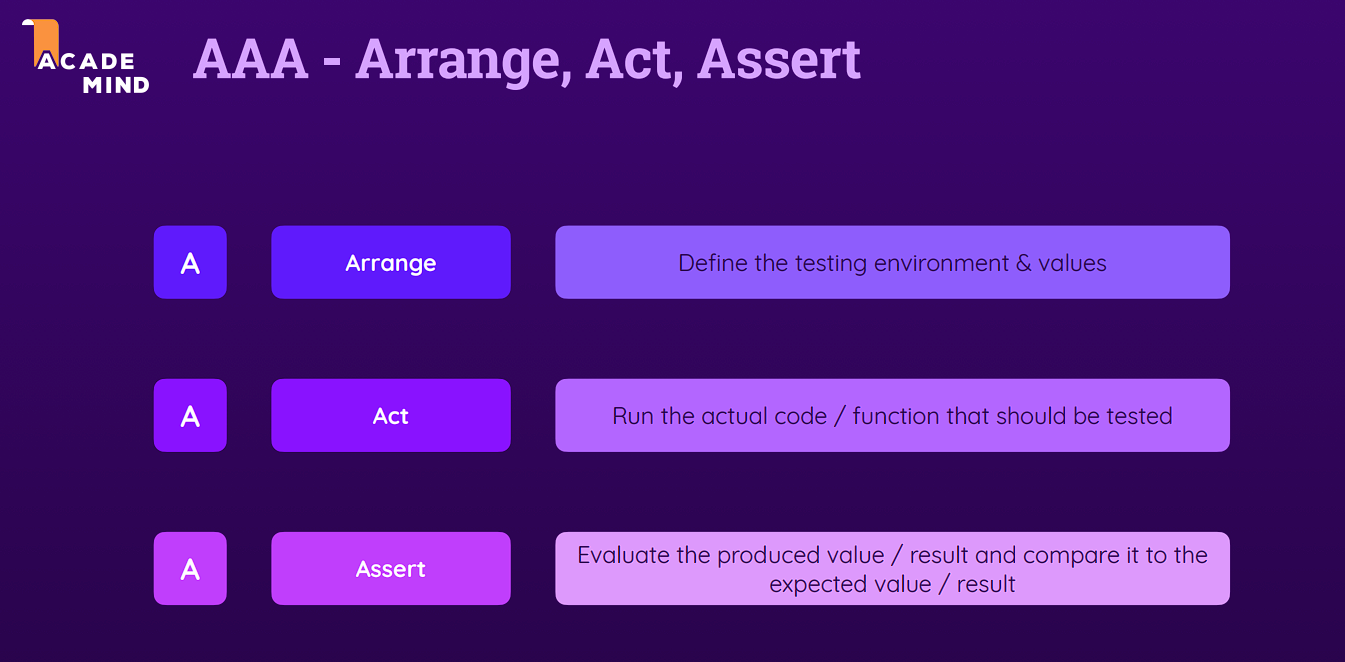 ACADE
MIND
AAA - Arrange, Act, Assert
A
Arrange
Define the testing environment & values
A
Act
Run the actual code / function that should be tested
A
Assert
Evaluate the produced value / result and compare it to the
expected value / result